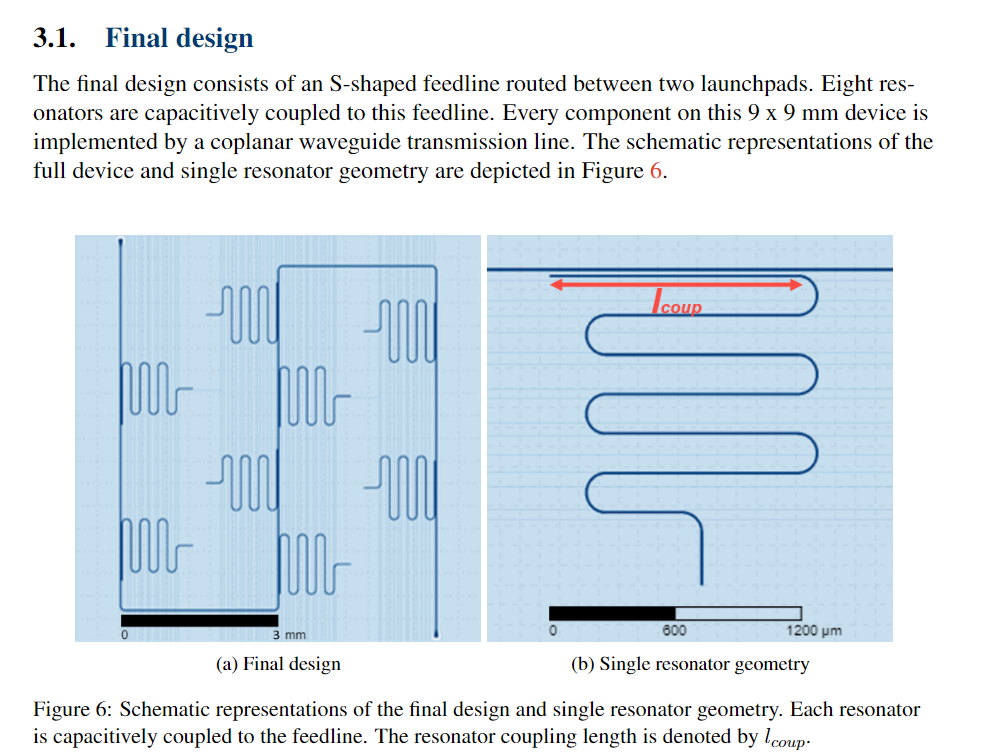 3.1. Final design
The final design consists of an S-shaped feedline routed between two launchpads. Eight res-
onators are capacitively coupled to this feedline. Every component on this 9 x 9 mm device is
implemented by a coplanar waveguide transmission line. The schematic representations of the
full device and single resonator geometry are depicted in Figure 6.
lcoup
0 3 mm
0 600 1200 μm
(a) Final design
(b) Single resonator geometry
Figure 6: Schematic representations of the final design and single resonator geometry. Each resonator
is capacitively coupled to the feedline. The resonator coupling length is denoted by lcoup.